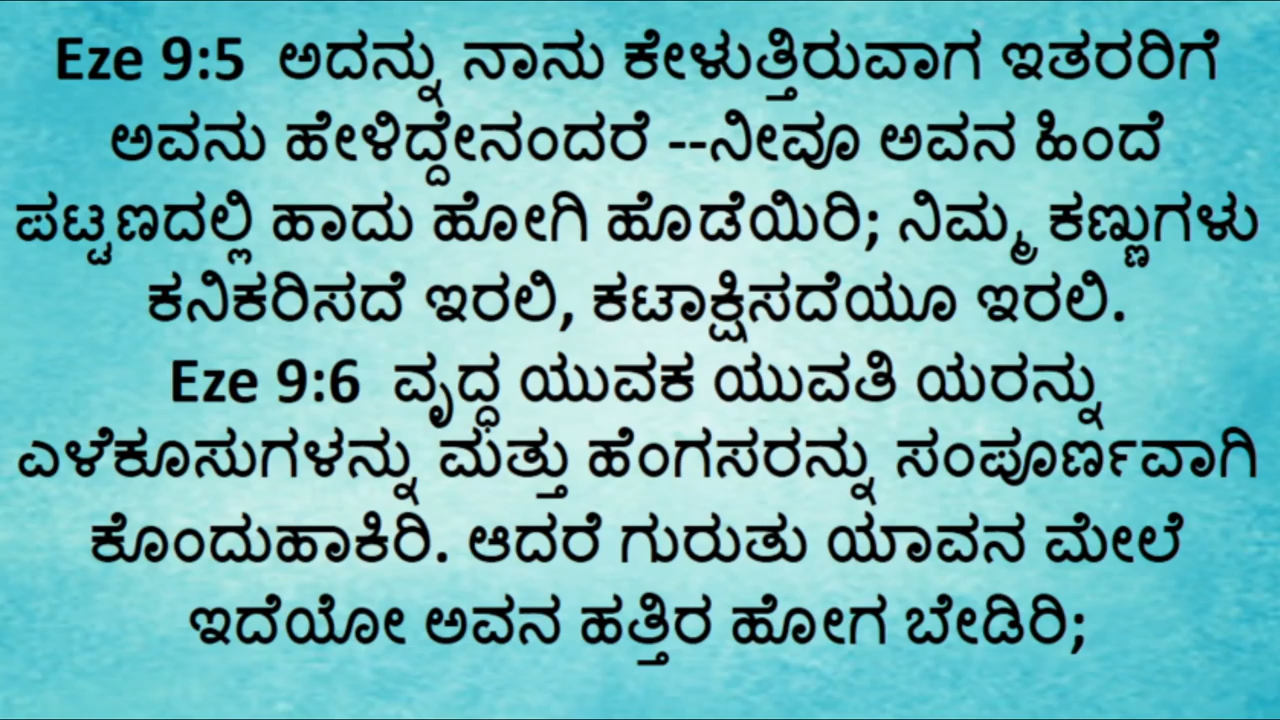 Eze 9:5 ಅದನ್ನು ನಾನು ಕೇಳುತ್ತಿರುವಾಗ ಇತರರಿಗೆ
ಅವನು ಹೇಳಿದ್ದೇನಂದರೆ --ನೀವೂ ಅವನ ಹಿಂದೆ
ಪಟ್ಟಣದಲ್ಲಿ ಹಾದು ಹೋಗಿ ಹೊಡೆಯಿರಿ; ನಿಮ್ಮ ಕಣ್ಣುಗಳು
ಕನಿಕರಿಸದೆ ಇರಲಿ, ಕಟಾಕ್ಷಿಸದೆಯೂ ಇರಲಿ.
Eze 9:6 ವೃದ್ಧ ಯುವಕ ಯುವತಿ ಯರನ್ನು
ಎಳೆಕೂಸುಗಳನ್ನು ಮತ್ತು ಹೆಂಗಸರನ್ನು ಸಂಪೂರ್ಣವಾಗಿ
ಕೊಂದುಹಾಕಿರಿ. ಆದರೆ ಗುರುತು ಯಾವನ ಮೇಲೆ
ಇದೆಯೋ ಅವನ ಹತ್ತಿರ ಹೋಗ ಬೇಡಿರಿ;